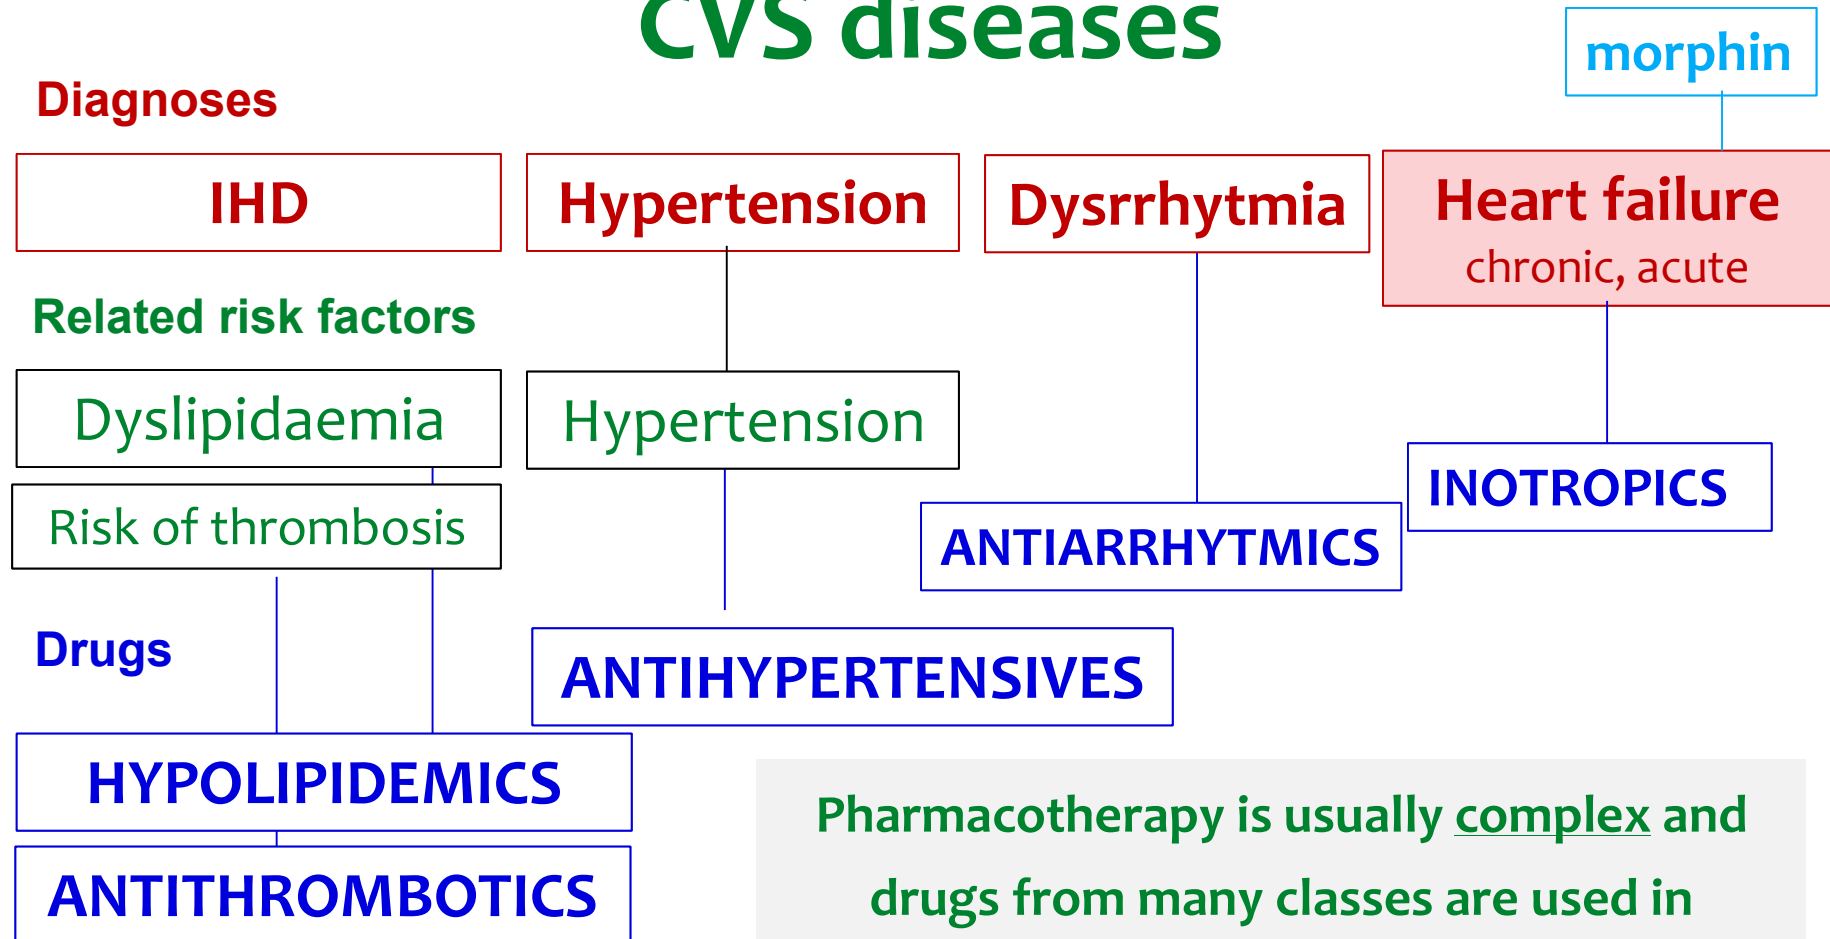 CVS diseases
morphin
Diagnoses
IHD
Hypertension
Dysrrhytmia
Heart failure
chronic, acute
Related risk factors
Dyslipidaemia
Hypertension
Risk of thrombosis
INOTROPICS
ANTIARRHYTMICS
Drugs
ANTIHYPERTENSIVES
HYPOLIPIDEMICS
ANTITHROMBOTICS
Pharmacotherapy is usually complex and
drugs from many classes are used in